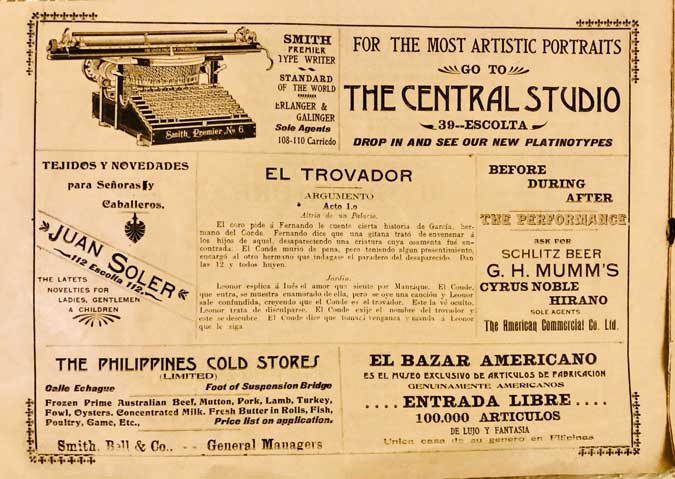 SMITH
PREMIER
TYPE WRITER
STANDARD
OF THE WORLD
ERLANGER &
GALINGER
Sole Agents
108-110 Carriedo
Smith Premier No 6.
FOR THE MOST ARTISTIC PORTRAITS
GO TO
THE CENTRAL STUDIO
39--ESCOLTA
DROP IN AND SEE OUR NEW PLATINOTYPES
TEJIDOS Y NOVEDADES
para Señoras y
Caballeros.
JUAN SOLER
112 Escolta 112.
THE LATETS
NOVELTIES FOR
LADIES, GENTLEMEN
& CHILDREN
EL TROVADOR
ARGUMENTO
Acto 1.º
Altria de un Palacio.
El coro pide á Fernando le cuente cierta historia de García, her-
mano del Conde. Fernando dice que una gitana trató de envenenar á
los hijos de aquel, desapareciendo una criatura cuya osamenta fué en-
contrada. El Conde murió de pena, pero teniendo algun presentimiento,
encargó al otro hermano que indagase el paradero del desaparecido. Dan
las 12 y todos huyen.
Jardin.
Leonor esplica á Inés el amor que siente por Manrique. El Conde,
que entra, se muestra enamorado de ella, pero se oye una canción y Leonor
sale confundida, creyendo que el Conde es el trovador. Este la vé oculto.
Leonor trata de disculparse. El Conde exije el nombre del trovador y
este se descubre. El Conde dice que tomará venganza y manda á Leonor
que le siga
BEFORE
DURING
AFTER
THE PERFORMANCE
ASK FOR
SCHLITZ BEER
G. H. MUMM'S
CYRUS NOBLE
HIRANO
SOLE AGENTS
The American Commercial Co. Ltd.
THE PHILIPPINES COLD STORES
(LIMITED)
Calle Echague Foot of Suspension Bridge
Frozen Prime Australian Beef, Mutton, Pork, Lamb, Turkey,
Fowl, Oysters. Concentrated Milk. Fresh Butter in Rolls, Fish,
Poultry, Game, Etc., Price list on application.
Smith, Bell & Co., -- General Managers
EL BAZAR AMERICANO
ES EL MUSEO EXCLUSIVO DE ARTICULOS DE FABRICACION
GENUINAMENTE AMERICANOS
.... ENTRADA LIBRE ....
100.000 ARTICULOS
DE LUJO Y FANTASIA
Unica casa de su genero en Filipinas